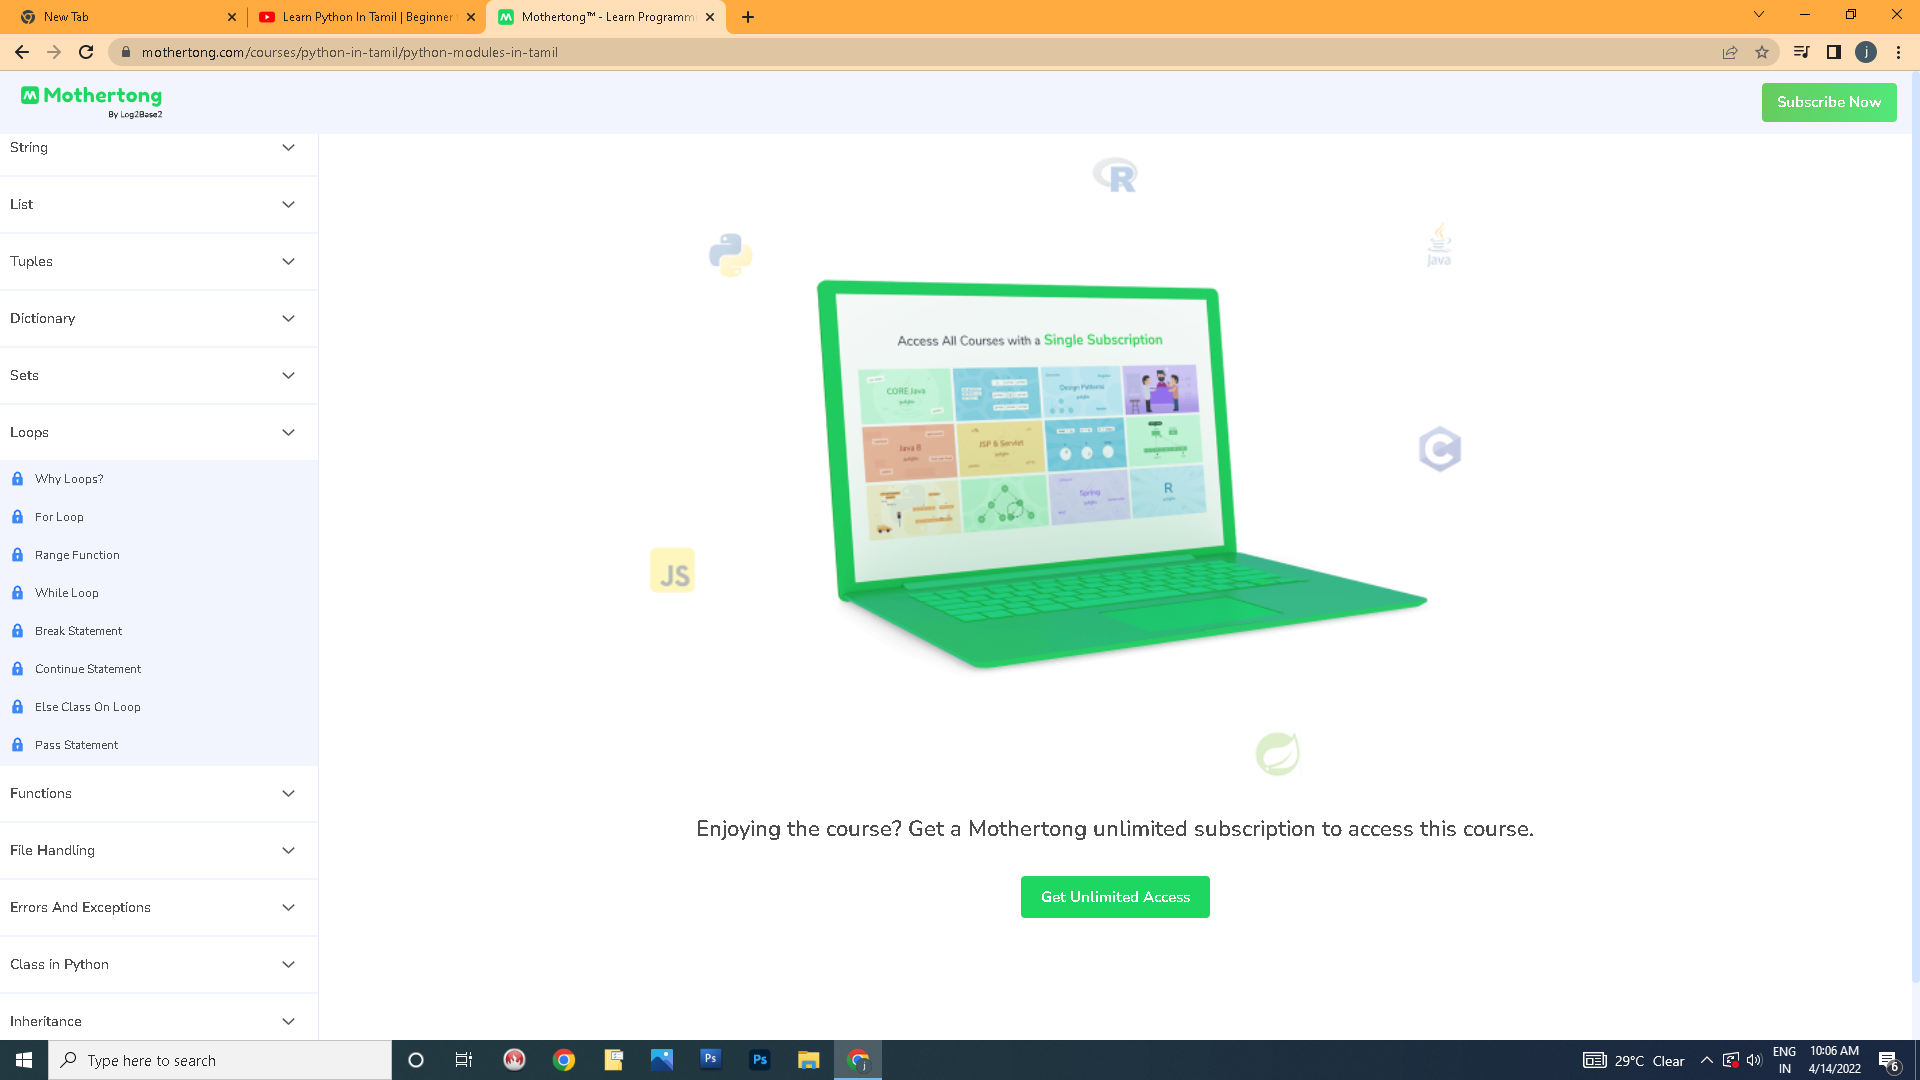 New Tab
Learn Python In Tamil | Beginner
Mothertong™ - Learn Programmi
mothertong.com/courses/python-in-tamil/python-modules-in-tamil
j
Mothertong
By Log2Base2
Subscribe Now
String
List
Tuples
Dictionary
Sets
Loops
Why Loops?
For Loop
Range Function
While Loop
Break Statement
Continue Statement
Else Class On Loop
Pass Statement
Functions
File Handling
Errors And Exceptions
Class in Python
Inheritance
R
Java
C
JS
Access All Courses with a Single Subscription
CORE Java
Design Patterns
Java 8
JSP & Servlet
Spring
R
Enjoying the course? Get a Mothertong unlimited subscription to access this course.
Get Unlimited Access
Type here to search
Ps
Ps
j
29°C Clear
ENG
IN
10:06 AM
4/14/2022
6